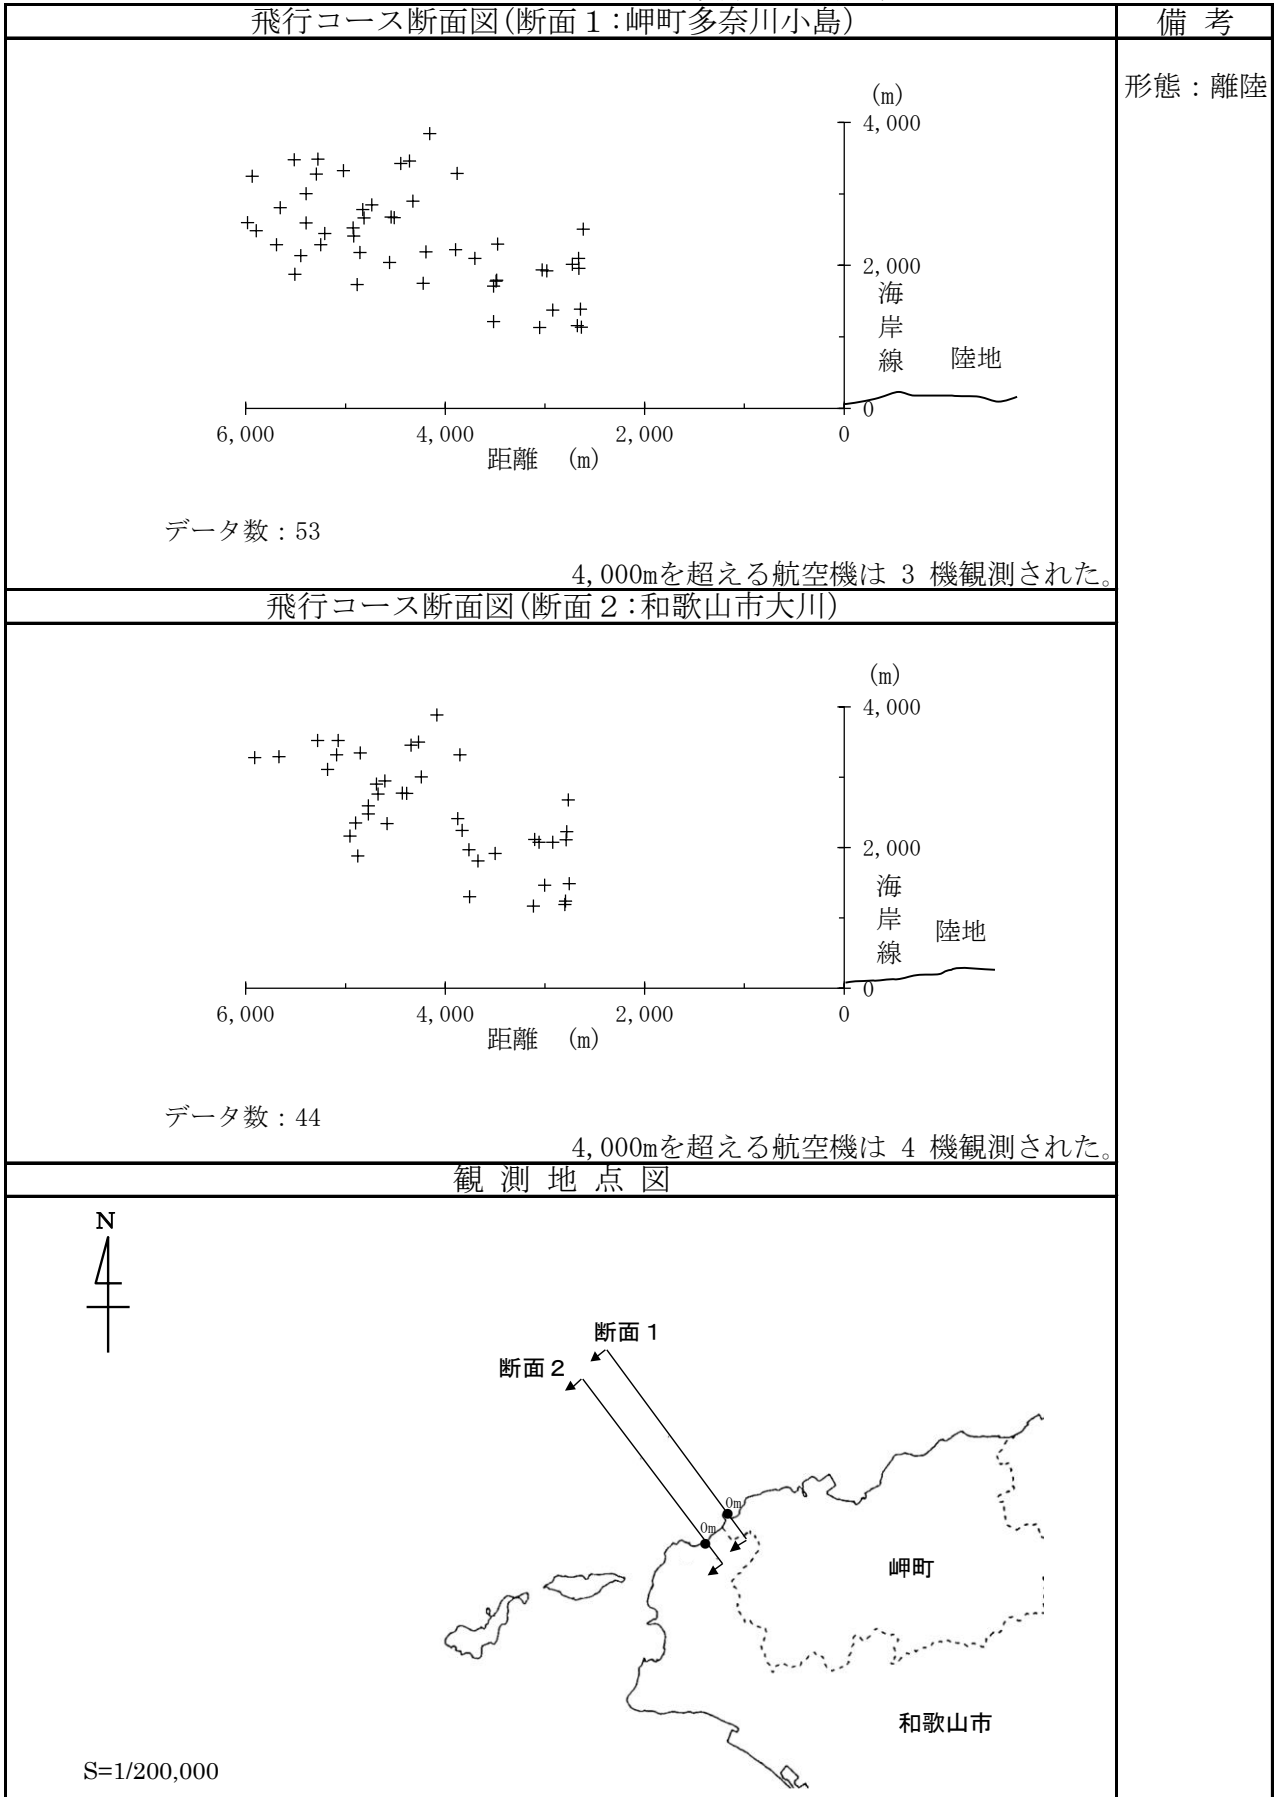 飛行コース断面図(断面１:岬町多奈川小島)
備 考
形態：離陸
(m)
4,000
2,000
海
岸
線
陸地
0
6,000
4,000
2,000
0
距離 (m)
データ数：53
4,000mを超える航空機は 3 機観測された。
飛行コース断面図(断面２:和歌山市大川)
(m)
4,000
2,000
海
岸
線
陸地
0
6,000
4,000
2,000
0
距離 (m)
データ数：44
4,000mを超える航空機は 4 機観測された。
観 測 地 点 図
N
断面１
断面２
0m
0m
岬町
和歌山市
S=1/200,000